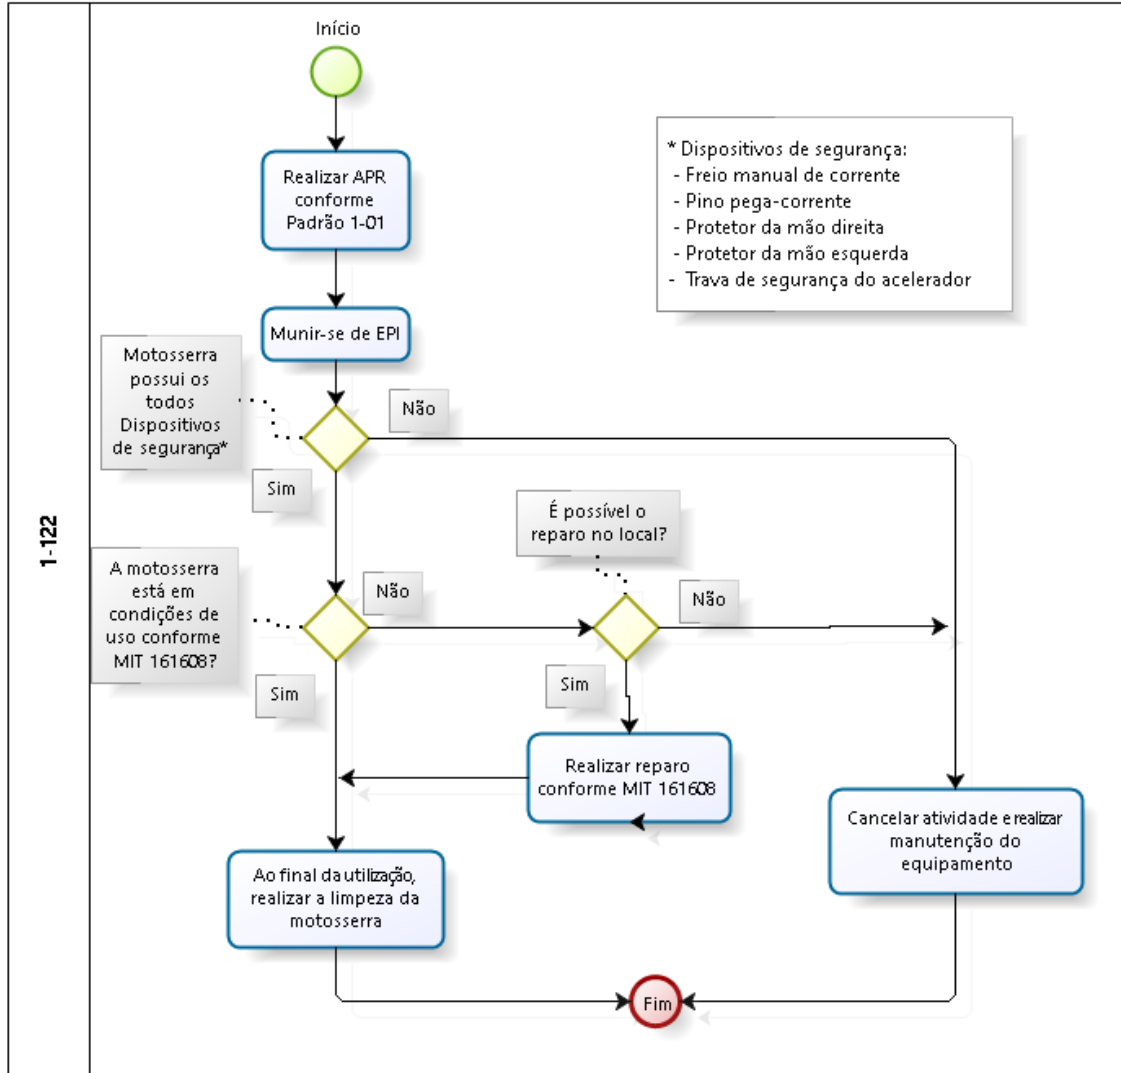 1-122
Início
Realizar APR
conforme
Padrão 1-01
* Dispositivos de segurança:
- Freio manual de corrente
- Pino pega-corrente
- Protetor da mão direita
- Protetor da mão esquerda
- Trava de segurança do acelerador
Munir-se de EPI
Motosserra
possui os
todos
Dispositivos
de segurança*
Não
Sim
É possível o
reparo no local?
A motosserra
está em
condições de
uso conforme
MIT 161608?
Não
Não
Sim
Sim
Realizar reparo
conforme MIT 161608
Cancelar atividade e realizar
manutenção do
equipamento
Ao final da utilização,
realizar a limpeza da
motosserra
Fim